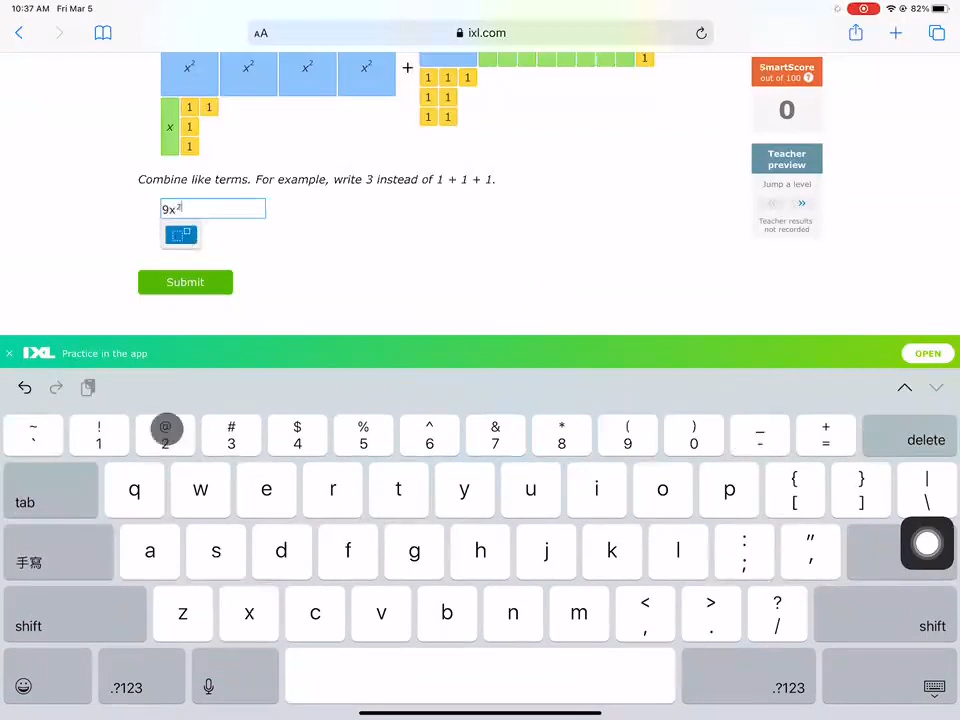 10:37 AM Fri Mar 5
82%
AA
ixl.com
x² x² x² x² + 1
1 1 1
1 1
1 1
x 1 1
1
1
Combine like terms. For example, write 3 instead of 1 + 1 + 1.
9x²
Submit
SmartScore
out of 100 ?
0
Teacher
preview
Jump a level
Teacher results
not recorded
× IXL Practice in the app OPEN
~ ! @ # $ % ^ & * ( ) _ +
` 1 2 3 4 5 6 7 8 9 0 - = delete
tab q w e r t y u i o p { [ } ] | \
手寫 a s d f g h j k l : ; " '
shift z x c v b n m < , > . ? / shift
.?123 .?123